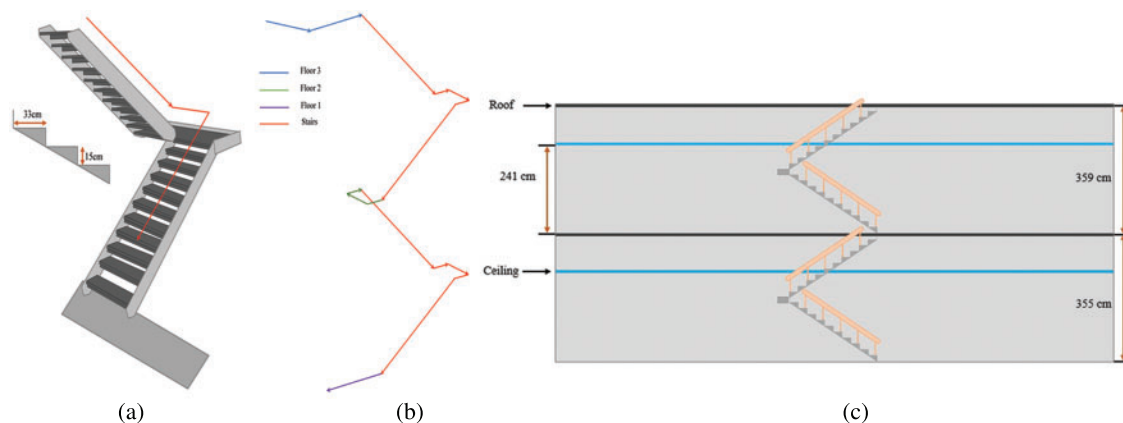 33cm
15cm
(a)
Floor 3
Floor 2
Floor 1
Stairs
(b)
Roof
241 cm
359 cm
Ceiling
355 cm
(c)